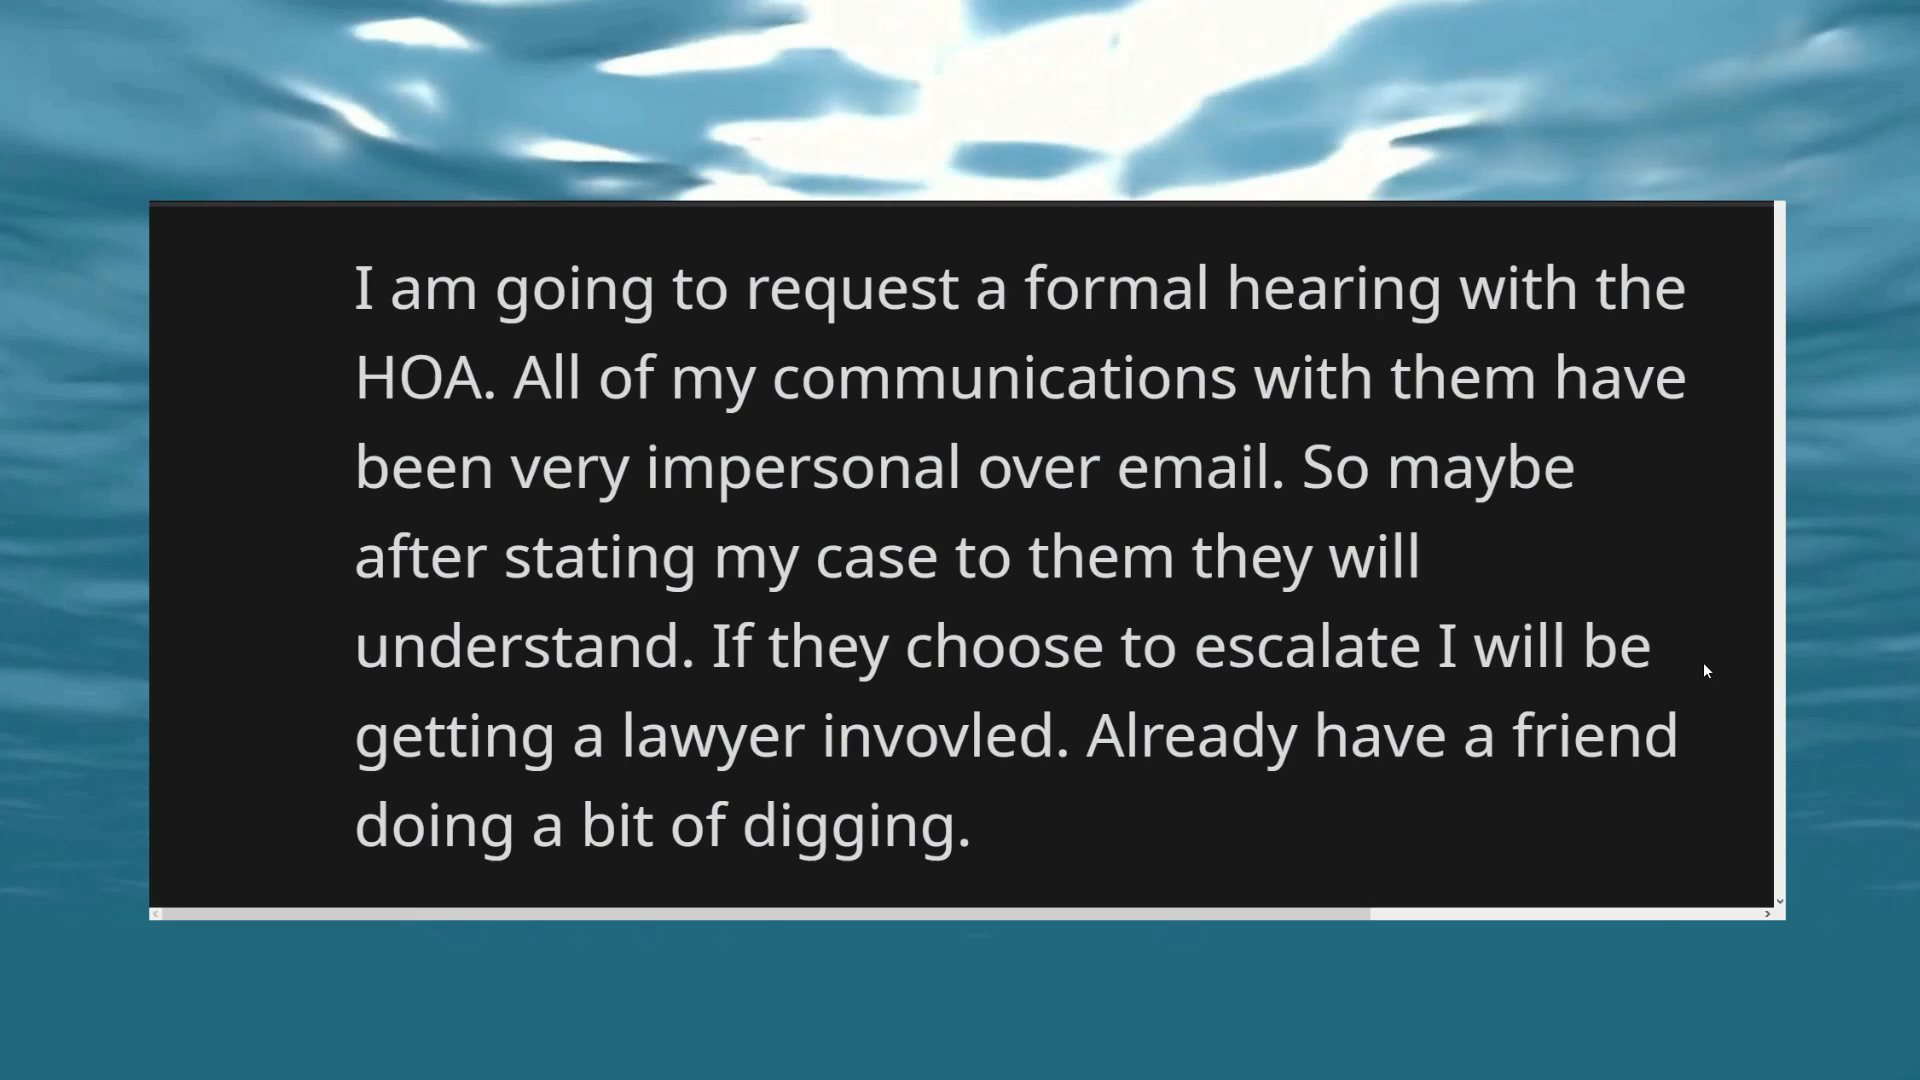 I am going to request a formal hearing with the
HOA. All of my communications with them have
been very impersonal over email. So maybe
after stating my case to them they will
understand. If they choose to escalate I will be
getting a lawyer invovled. Already have a friend
doing a bit of digging.